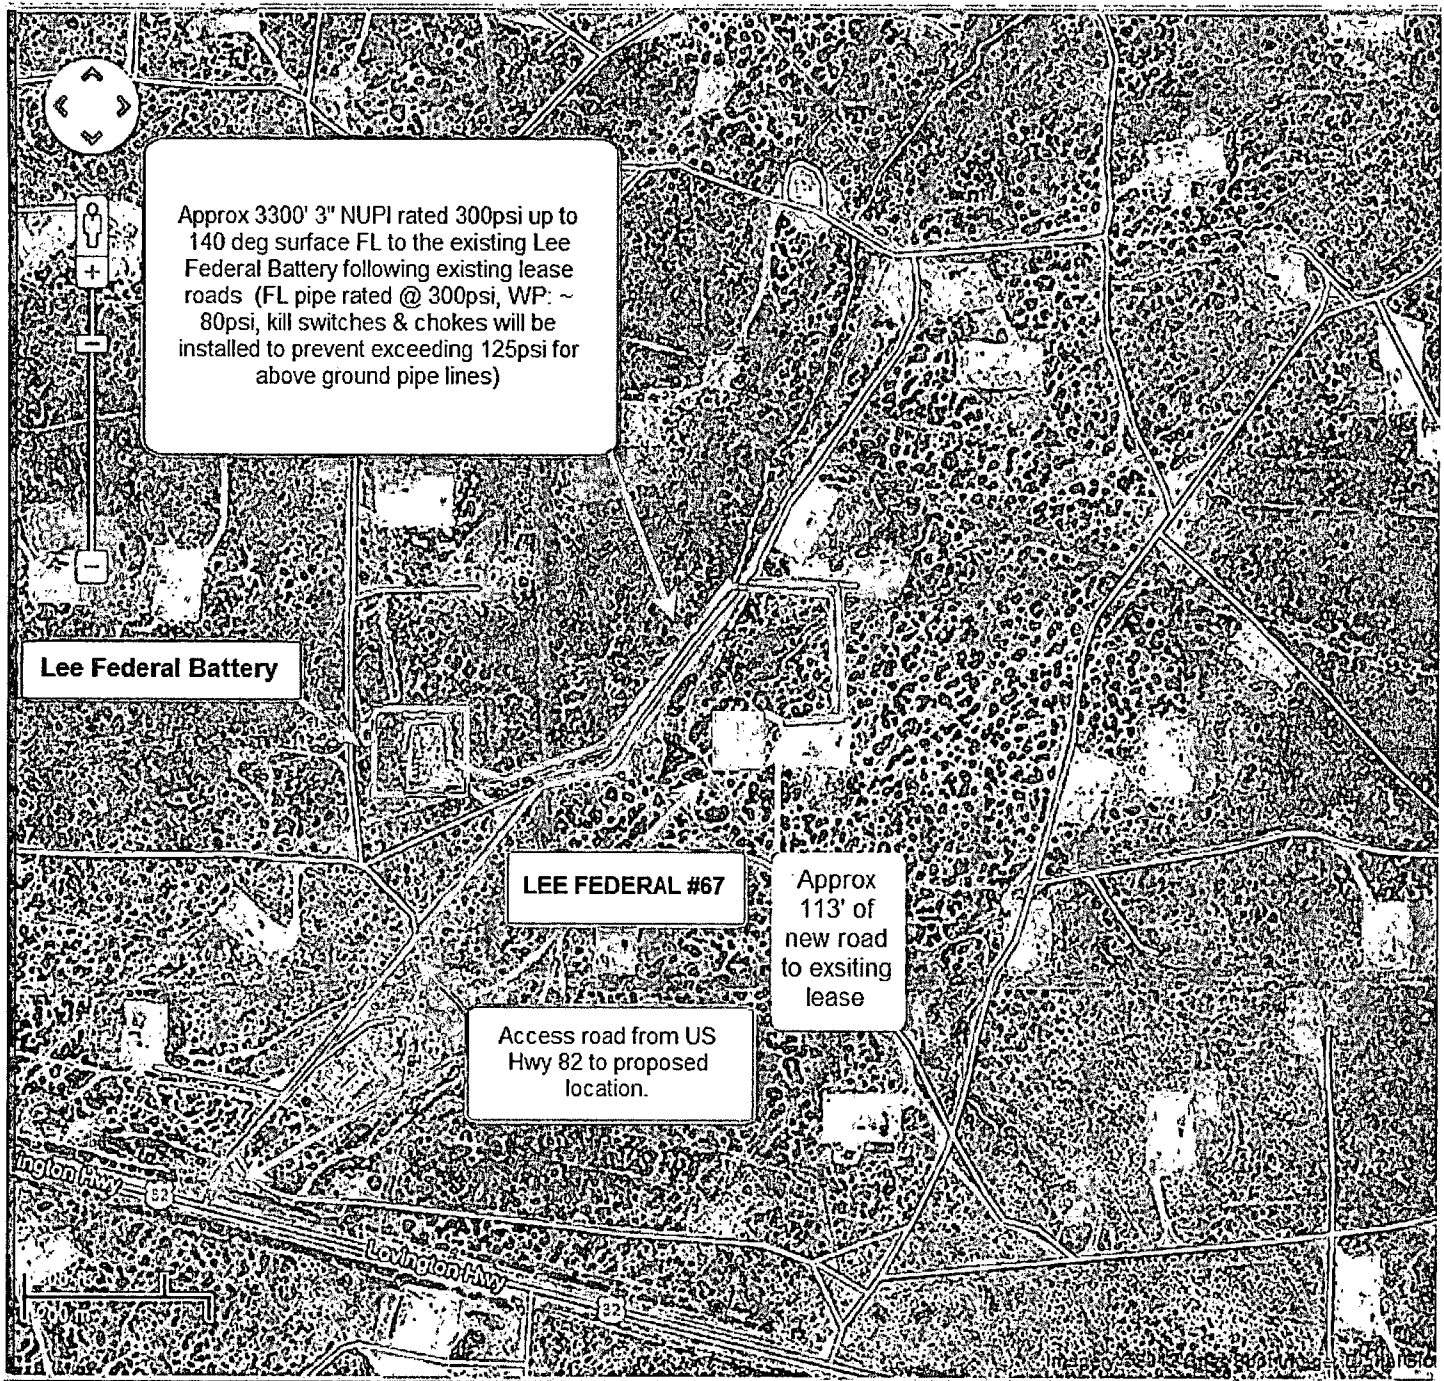 Approx 3300' 3" NUPI rated 300psi up to
140 deg surface FL to the existing Lee
Federal Battery following existing lease
roads (FL pipe rated @ 300psi, WP: ~
80psi, kill switches & chokes will be
installed to prevent exceeding 125psi for
above ground pipe lines)
Lee Federal Battery
LEE FEDERAL #67
Approx
113' of
new road
to exsiting
lease
Access road from US
Hwy 82 to proposed
location.
ington Hwy
82
Lovington Hwy
82